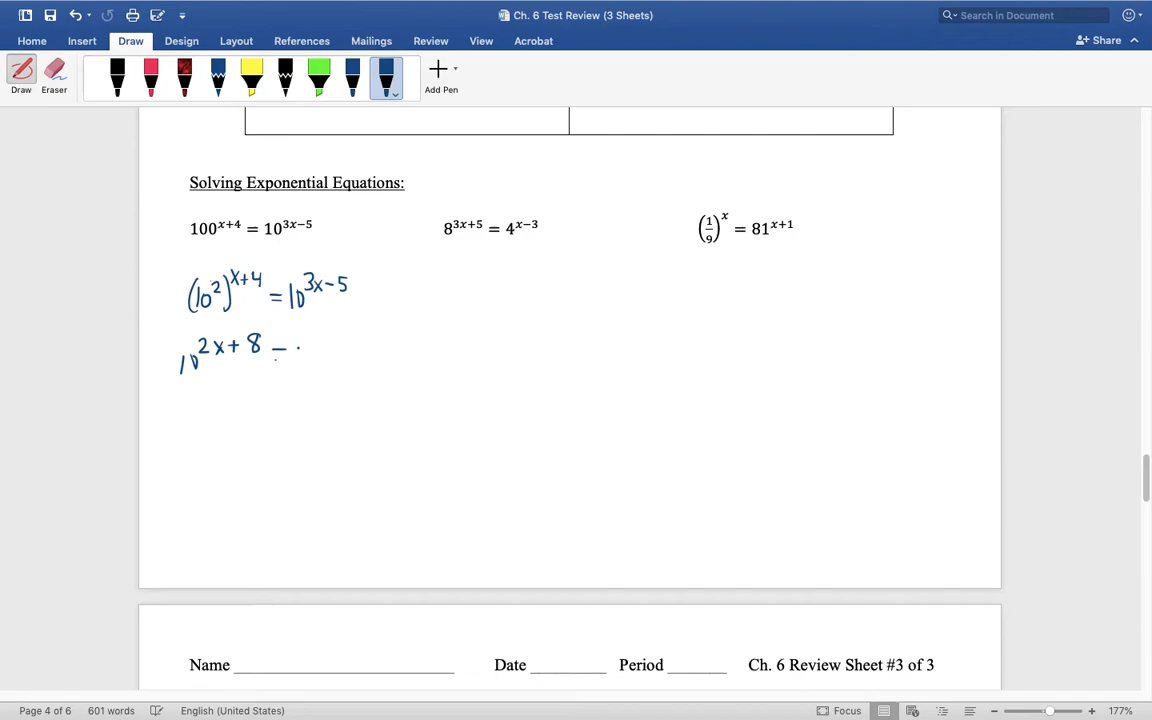 Ch. 6 Test Review (3 Sheets)
Search in Document
Home Insert Draw Design Layout References Mailings Review View Acrobat
Share
Draw Eraser Add Pen
Solving Exponential Equations:
100^{x+4} = 10^{3x−5} 8^{3x+5} = 4^{x−3} (1/9)^x = 81^{x+1}
(10^2)^{x+4} = 10^{3x−5}
10^{2x+8} =
Name ________ Date ________ Period ______ Ch. 6 Review Sheet #3 of 3
Page 4 of 6 601 words English (United States) Focus 177%